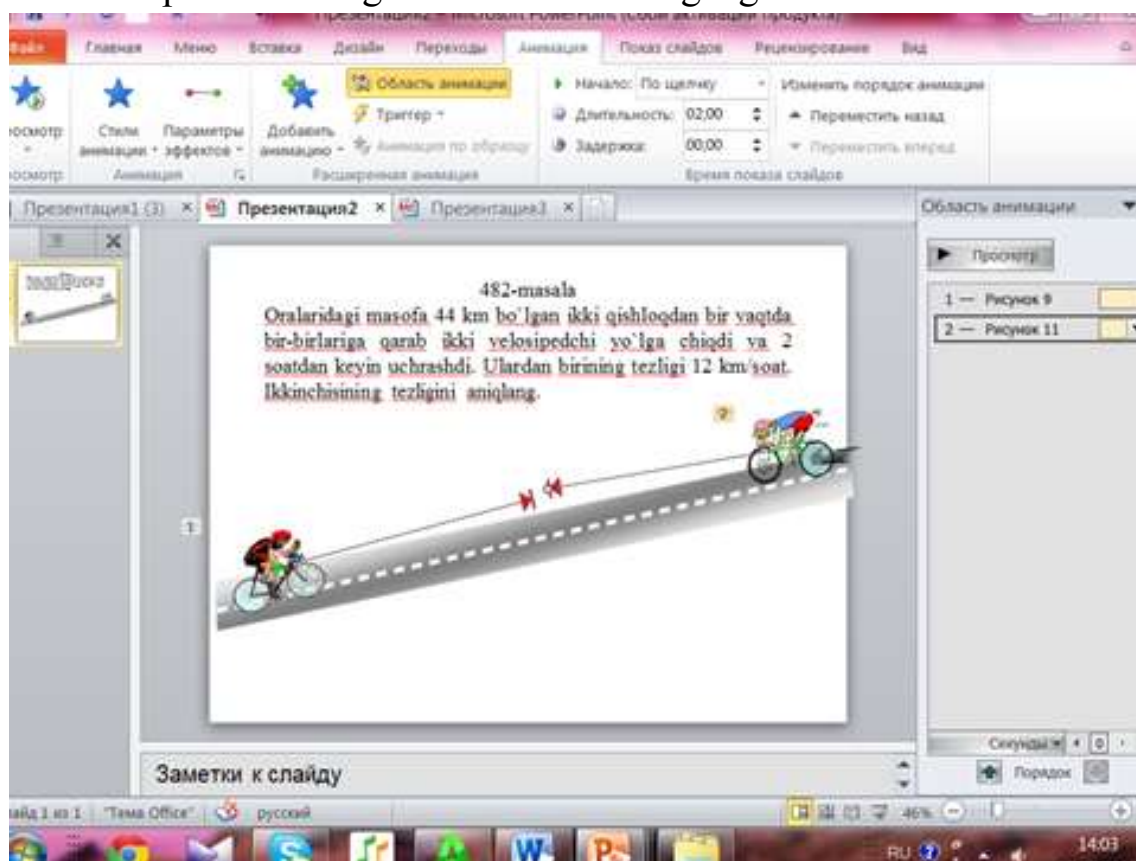 Файл Главная Меню Вставка Дизайн Переходы Анимация Показ слайдов Рецензирование Вид
Область анимации
Начало: По щелчку
Изменить порядок анимации
Триггер
Длительность: 02,00
Переместить назад
Стили анимации
Параметры эффектов
Добавить анимацию
Анимация по образцу
Задержка: 00,00
Переместить вперед
Анимация
Расширенная анимация
Время показа слайдов
Презентация1 (3)
Презентация2
Презентация3
Область анимации
Просмотр
1 Рисунок 9
2 Рисунок 11
482-masala
Oralaridagi masofa 44 km bo`lgan ikki qishloqdan bir vaqtda
bir-birlariga qarab ikki velosipedchi yo`lga chiqdi va 2
soatdan keyin uchrashdi. Ulardan birining tezligi 12 km/soat.
Ikkinchisining tezligini aniqlang.
1
Заметки к слайду
Секунды
0
Порядок
1 из 1 "Тема Office" русский
46%
RU
14:03